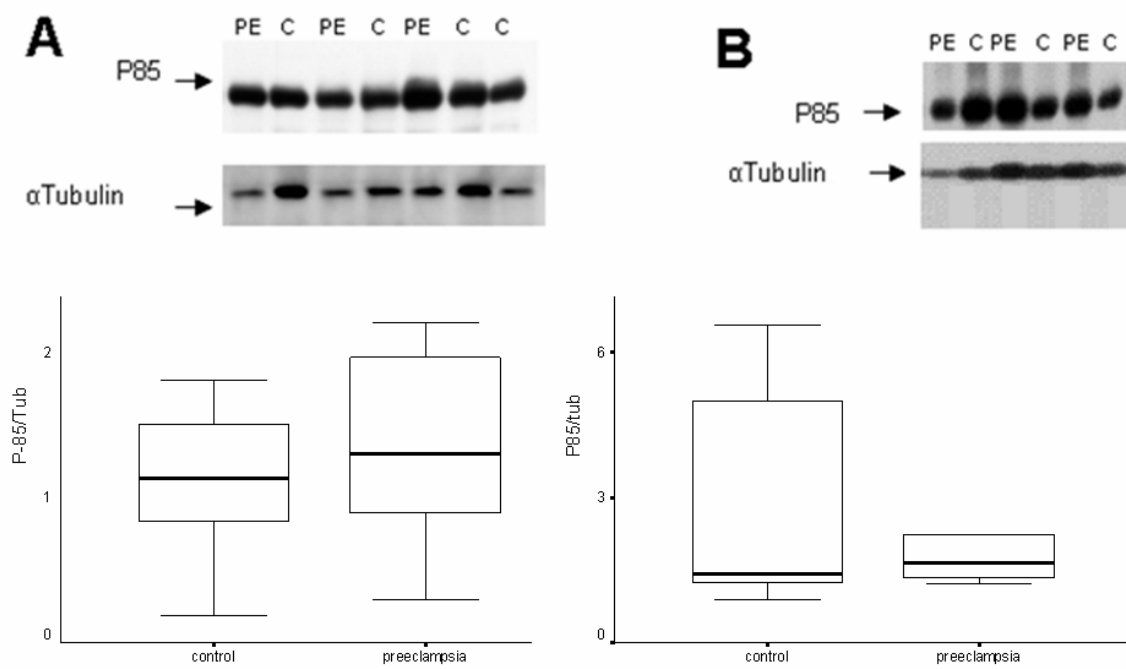 A
PE C PE C PE C C
P85
αTubulin
B
PE C PE C PE C
P85
αTubulin
P-85/Tub
2
1
0
control preeclampsia
P85/tub
6
3
0
control preeclampsia